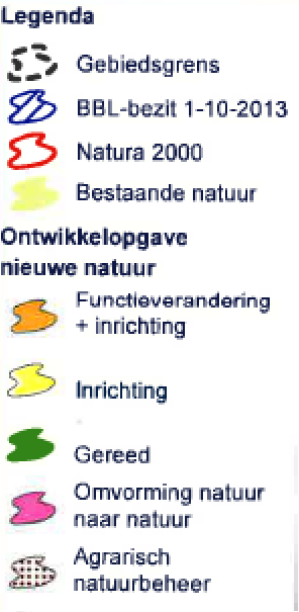 Legenda
Gebiedsgrens
BBL-bezit 1-10-2013
Natura 2000
Bestaande natuur
Ontwikkelopgave
nieuwe natuur
Functieverandering
+ inrichting
Inrichting
Gereed
Omvorming natuur
naar natuur
Agrarisch
natuurbeheer